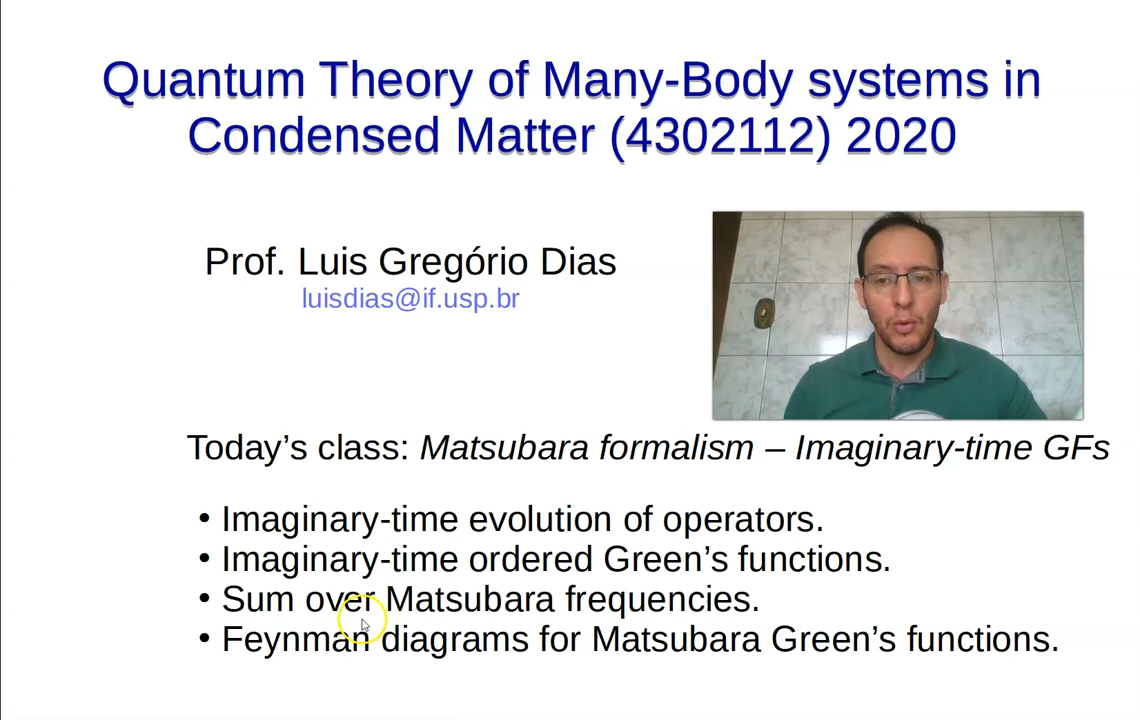 Quantum Theory of Many-Body systems in
Condensed Matter (4302112) 2020
Prof. Luis Gregório Dias
luisdias@if.usp.br
Today’s class: Matsubara formalism – Imaginary-time GFs
• Imaginary-time evolution of operators.
• Imaginary-time ordered Green’s functions.
• Sum over Matsubara frequencies.
• Feynman diagrams for Matsubara Green’s functions.